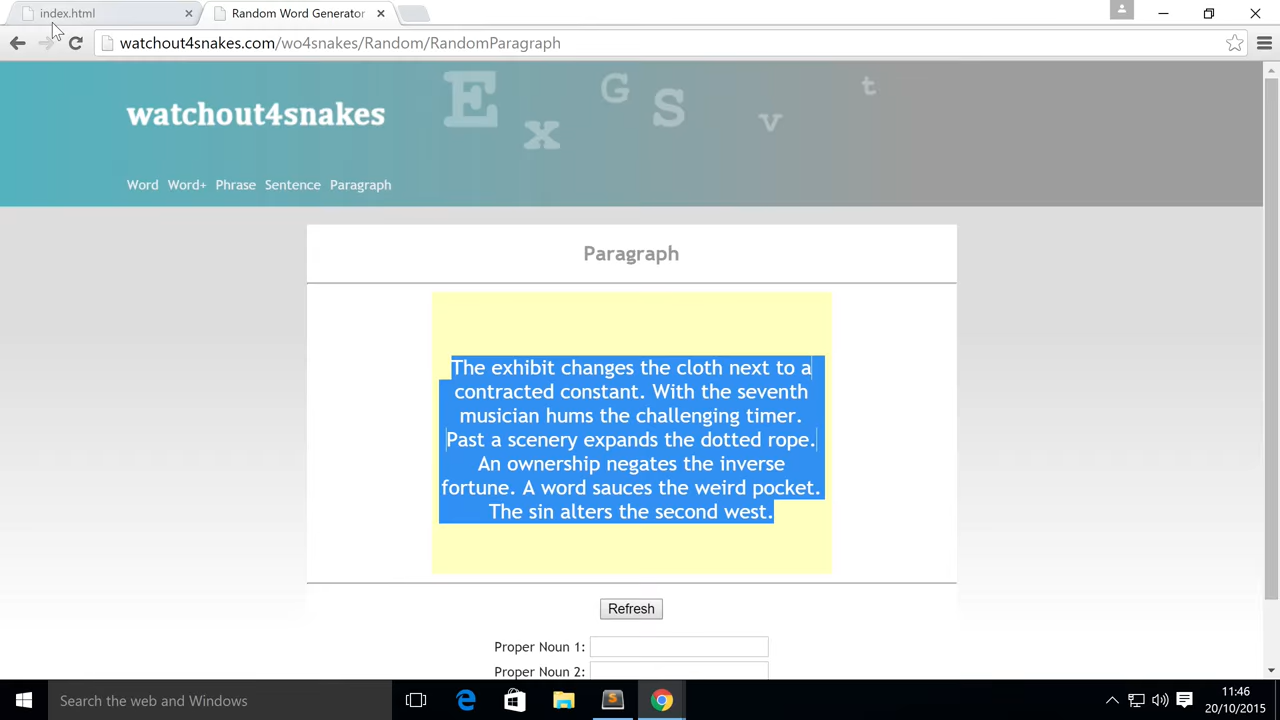 index.html
Random Word Generator
watchout4snakes.com/wo4snakes/Random/RandomParagraph
E x G S v t
watchout4snakes
Word Word+ Phrase Sentence Paragraph
Paragraph
The exhibit changes the cloth next to a
contracted constant. With the seventh
musician hums the challenging timer.
Past a scenery expands the dotted rope.
An ownership negates the inverse
fortune. A word sauces the weird pocket.
The sin alters the second west.
Refresh
Proper Noun 1:
Proper Noun 2:
Search the web and Windows
11:46
20/10/2015